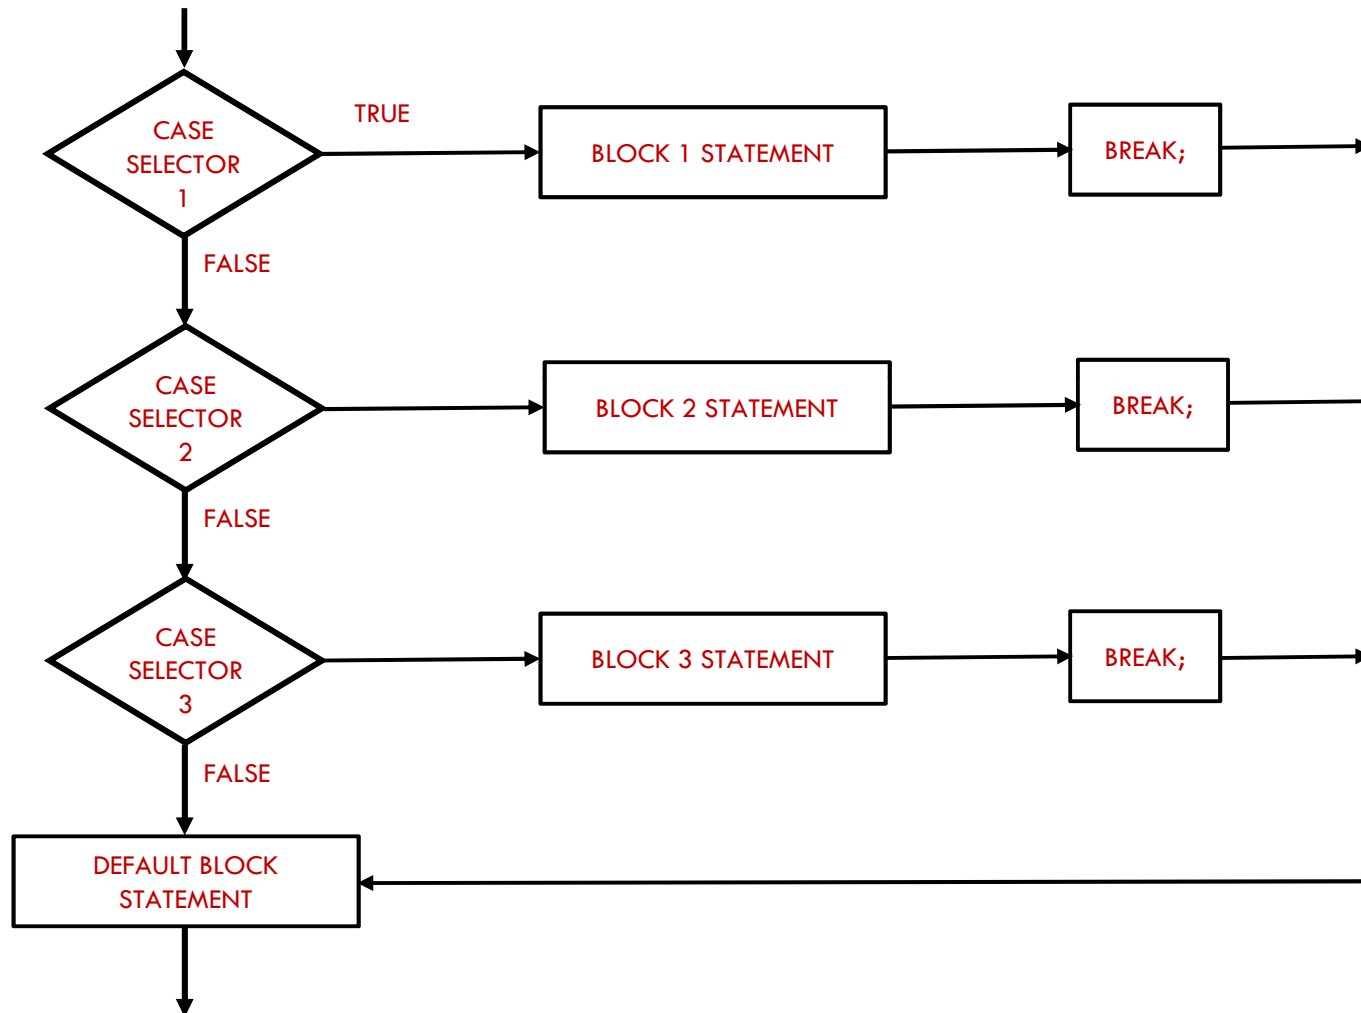 CASE
SELECTOR
1
TRUE
BLOCK 1 STATEMENT
BREAK;
FALSE
CASE
SELECTOR
2
BLOCK 2 STATEMENT
BREAK;
FALSE
CASE
SELECTOR
3
BLOCK 3 STATEMENT
BREAK;
FALSE
DEFAULT BLOCK
STATEMENT